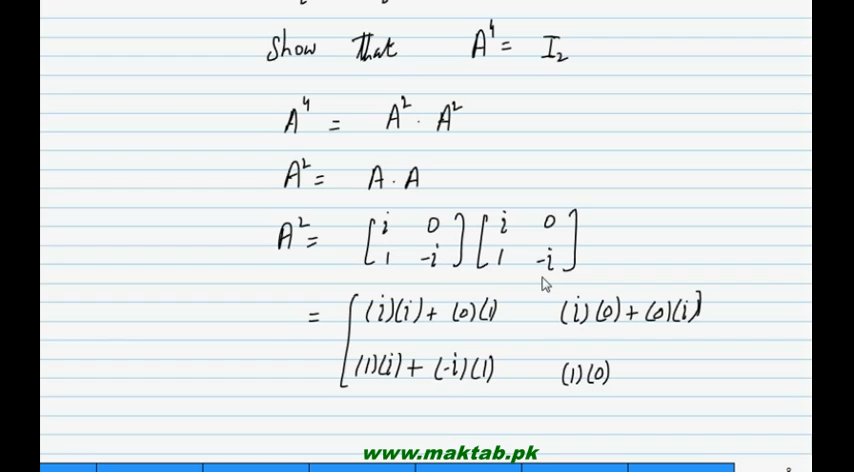 Show that A⁴ = I₂
A⁴ = A² . A²
A² = A . A
A² = [i 0 1 -i] [i 0 1 -i]
= [(i)(i) + (0)(1) (i)(0) + (0)(i)
(1)(i) + (-i)(1) (1)(0)
www.maktab.pk